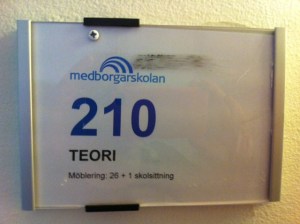 medborgarskolan
210
TEORI
Möblering: 26 + 1 skolsittning